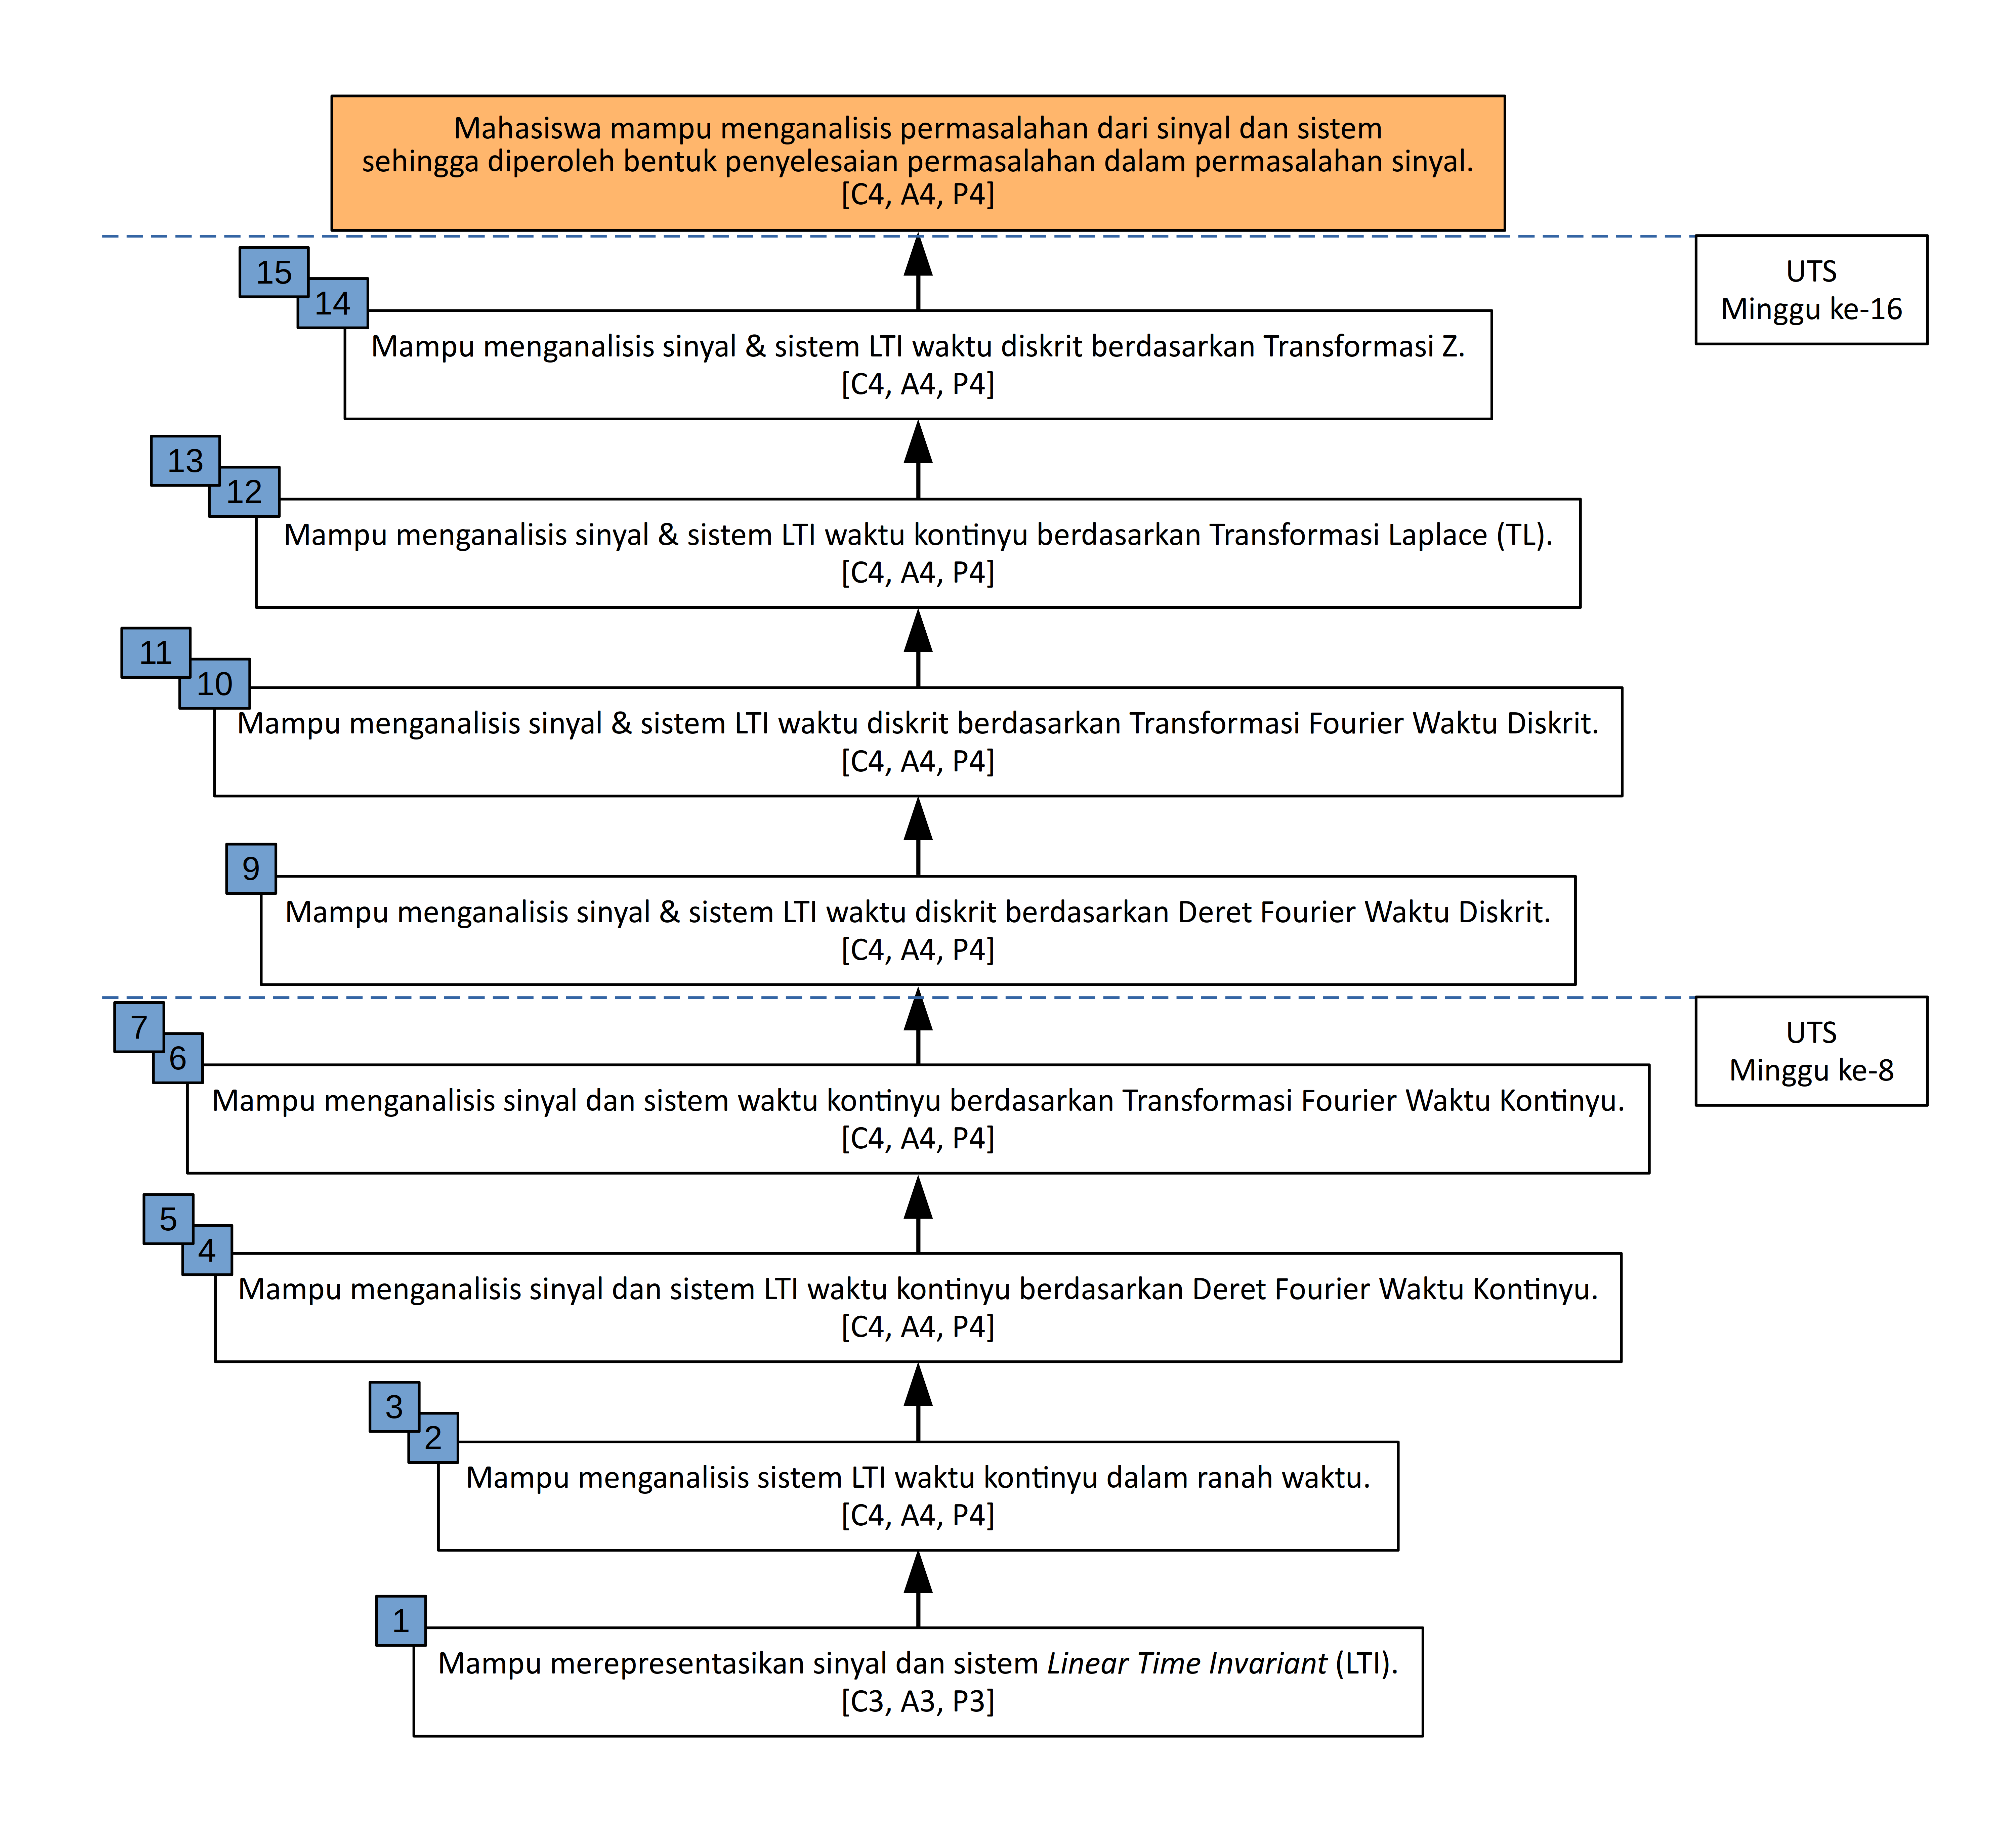 Mahasiswa mampu menganalisis permasalahan dari sinyal dan sistem
sehingga diperoleh bentuk penyelesaian permasalahan dalam permasalahan sinyal.
[C4, A4, P4]
UTS
Minggu ke-16
15
14
Mampu menganalisis sinyal & sistem LTI waktu diskrit berdasarkan Transformasi Z.
[C4, A4, P4]
13
12
Mampu menganalisis sinyal & sistem LTI waktu kontinyu berdasarkan Transformasi Laplace (TL).
[C4, A4, P4]
11
10
Mampu menganalisis sinyal & sistem LTI waktu diskrit berdasarkan Transformasi Fourier Waktu Diskrit.
[C4, A4, P4]
9
Mampu menganalisis sinyal & sistem LTI waktu diskrit berdasarkan Deret Fourier Waktu Diskrit.
[C4, A4, P4]
UTS
Minggu ke-8
7
6
Mampu menganalisis sinyal dan sistem waktu kontinyu berdasarkan Transformasi Fourier Waktu Kontinyu.
[C4, A4, P4]
5
4
Mampu menganalisis sinyal dan sistem LTI waktu kontinyu berdasarkan Deret Fourier Waktu Kontinyu.
[C4, A4, P4]
3
2
Mampu menganalisis sistem LTI waktu kontinyu dalam ranah waktu.
[C4, A4, P4]
1
Mampu merepresentasikan sinyal dan sistem Linear Time Invariant (LTI).
[C3, A3, P3]